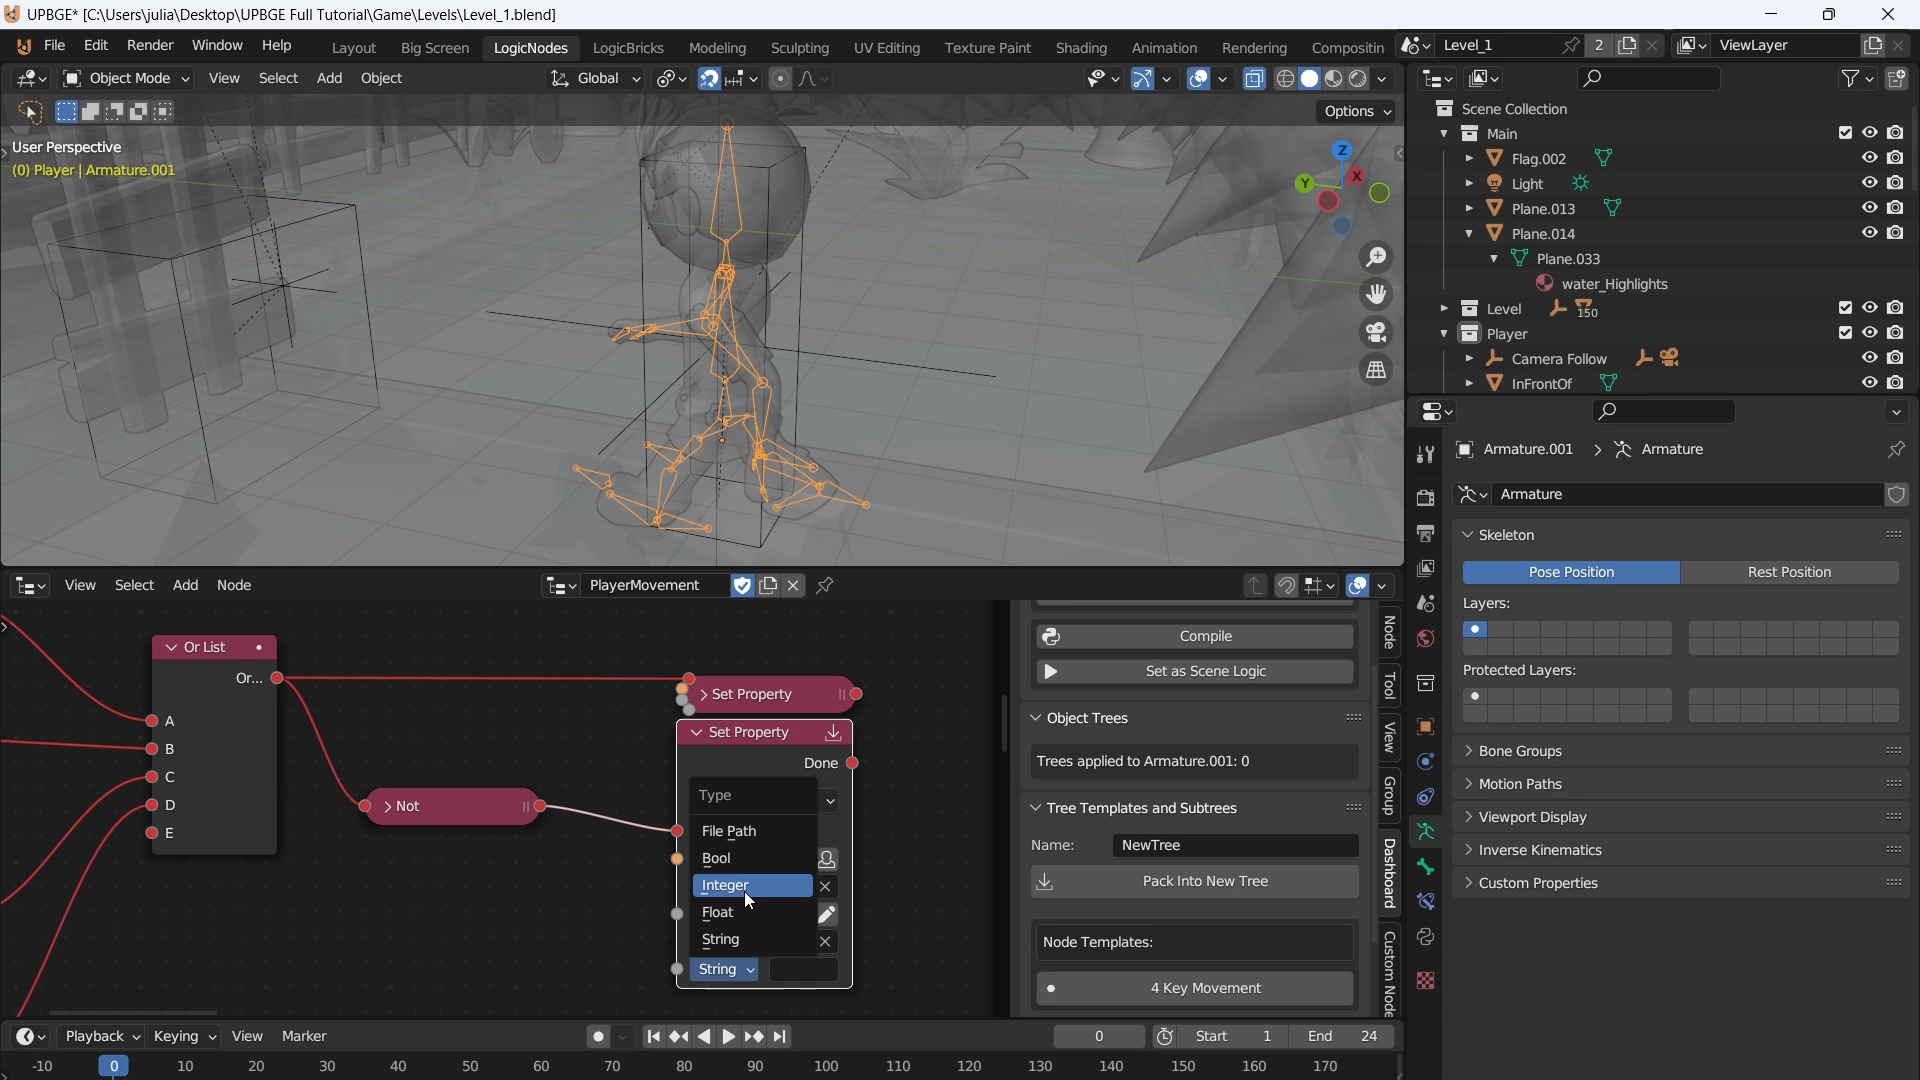 UPBGE* [C:\Users\julia\Desktop\UPBGE Full Tutorial\Game\Levels\Level_1.blend]
File Edit Render Window Help Layout Big Screen LogicNodes LogicBricks Modeling Sculpting UV Editing Texture Paint Shading Animation Rendering Compositin Level_1 2 ViewLayer
Object Mode View Select Add Object Global
Options
User Perspective
(0) Player | Armature.001
Z
Y
X
Scene Collection
Main
Flag.002
Light
Plane.013
Plane.014
Plane.033
water_Highlights
Level 150
Player
Camera Follow
InFrontOf
Armature.001 Armature
Armature
Skeleton
Pose Position Rest Position
Layers:
Protected Layers:
Bone Groups
Motion Paths
Viewport Display
Inverse Kinematics
Custom Properties
View Select Add Node PlayerMovement
Or List
Or...
A
B
C
D
E
Not
Set Property
Set Property
Done
Type
File Path
Bool
Integer
Float
String
String
Compile
Set as Scene Logic
Object Trees
Trees applied to Armature.001: 0
Tree Templates and Subtrees
Name: NewTree
Pack Into New Tree
Node Templates:
4 Key Movement
Node
Tool
View
Group
Dashboard
Custom Node
Playback Keying View Marker 0 Start 1 End 24
-10 0 10 20 30 40 50 60 70 80 90 100 110 120 130 140 150 160 170